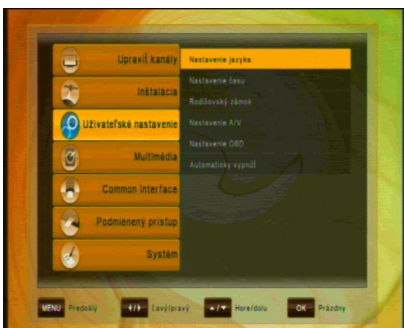 Upraviť kanály
Inštalácia
Užívateľské nastavenie
Multimédia
Common Interface
Podmienený prístup
Systém
Nastavenie jazyka
Nastavenie času
Rodičovský zámok
Nastavenie A/V
Nastavenie OSD
Automaticky vypnúť
MENU Predošlý
Ľavý/pravý
Hore/dolu
OK Prázdny